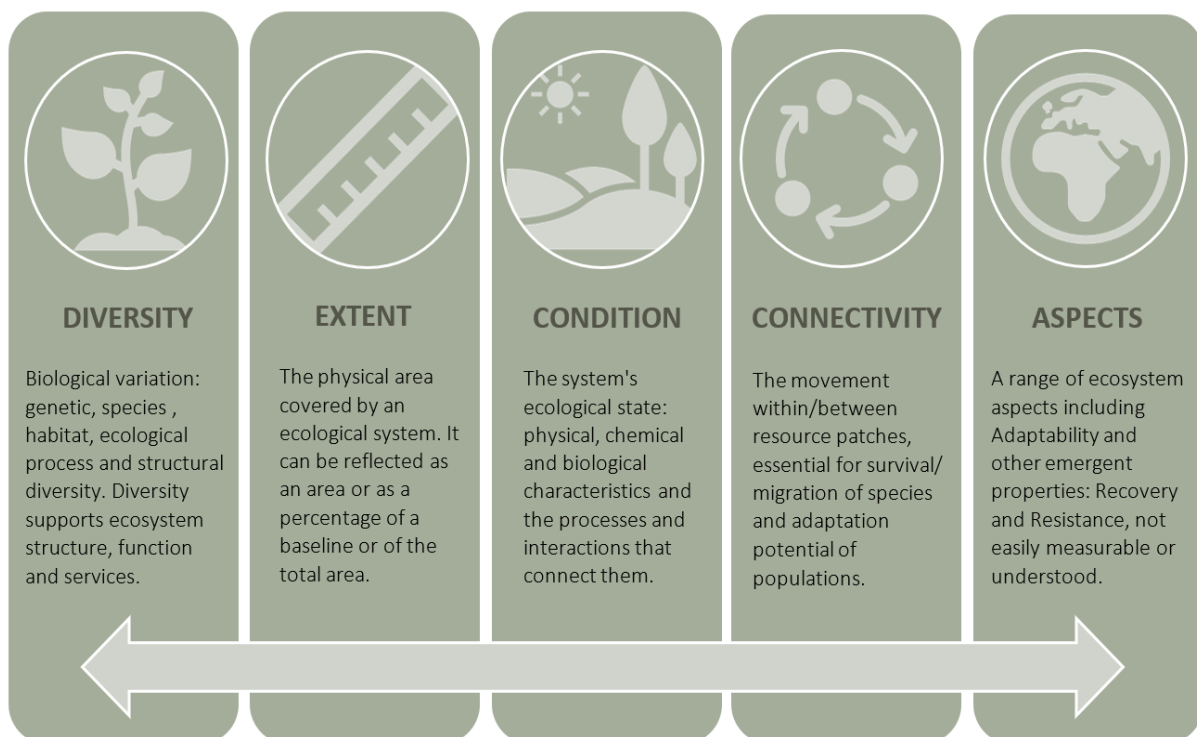 DIVERSITY
Biological variation:
genetic, species , 
habitat, ecological
process and structural
diversity. Diversity
supports ecosystem
structure, function
and services.
EXTENT
The physical area
covered by an
ecological system. It
can be reflected as
an area or as a
percentage of a
baseline or of the
total area.
CONDITION
The system's
ecological state:
physical, chemical
and biological
characteristics and
the processes and
interactions that
connect them.
CONNECTIVITY
The movement
within/between
resource patches,
essential for survival/
migration of species
and adaptation
potential of
populations.
ASPECTS
A range of ecosystem
aspects including
Adaptability and
other emergent
properties: Recovery
and Resistance, not
easily measurable or
understood.